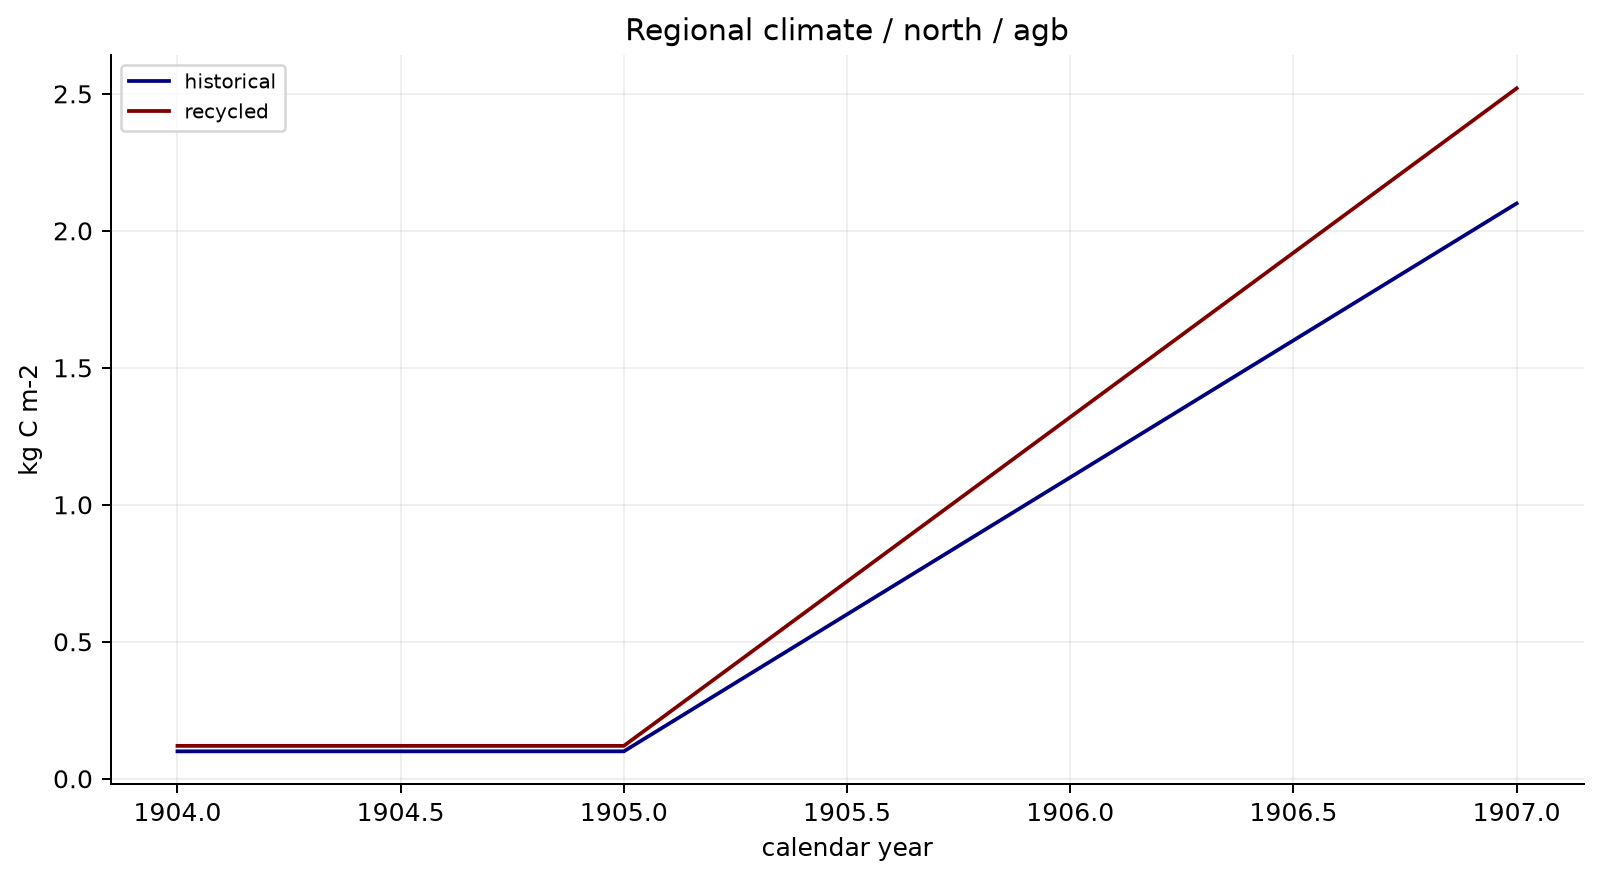 Regional climate / north / agb
historical
recycled
2.5
2.0
1.5
1.0
0.5
0.0
kg C m-2
1904.0 1904.5 1905.0 1905.5 1906.0 1906.5 1907.0
calendar year